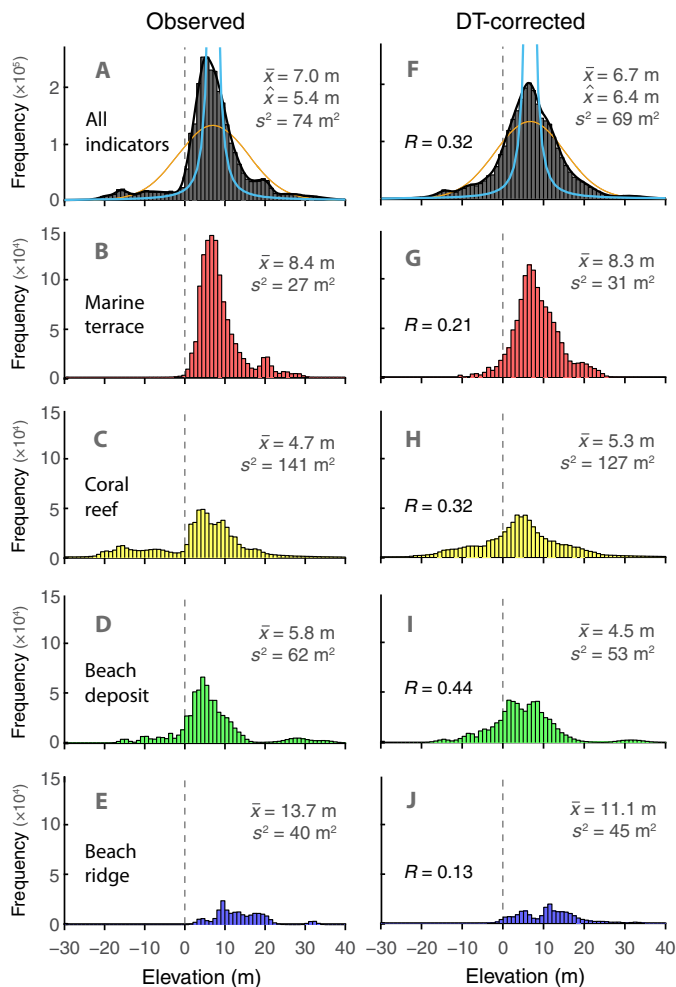 Observed
DT-corrected
Frequency (×10⁵)
2
1
0
A
All
indicators
x̄ = 7.0 m
x̂ = 5.4 m
s² = 74 m²
F
R = 0.32
x̄ = 6.7 m
x̂ = 6.4 m
s² = 69 m²
Frequency (×10⁴)
15
10
5
0
B
Marine
terrace
x̄ = 8.4 m
s² = 27 m²
G
R = 0.21
x̄ = 8.3 m
s² = 31 m²
Frequency (×10⁴)
15
10
5
0
C
Coral
reef
x̄ = 4.7 m
s² = 141 m²
H
R = 0.32
x̄ = 5.3 m
s² = 127 m²
Frequency (×10⁴)
15
10
5
0
D
Beach
deposit
x̄ = 5.8 m
s² = 62 m²
I
R = 0.44
x̄ = 4.5 m
s² = 53 m²
Frequency (×10⁴)
15
10
5
0
E
Beach
ridge
x̄ = 13.7 m
s² = 40 m²
J
R = 0.13
x̄ = 11.1 m
s² = 45 m²
−30 −20 −10 0 10 20 30 40
−30 −20 −10 0 10 20 30 40
Elevation (m)
Elevation (m)